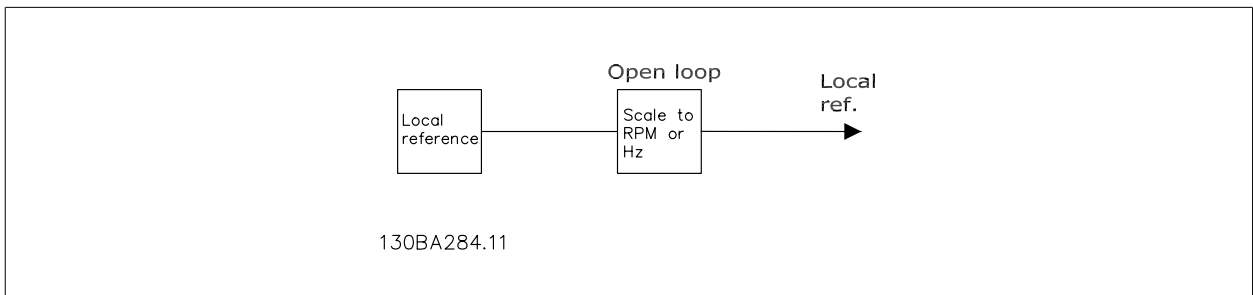 Open loop
Local
ref.
Local
reference
Scale to
RPM or
Hz
130BA284.11